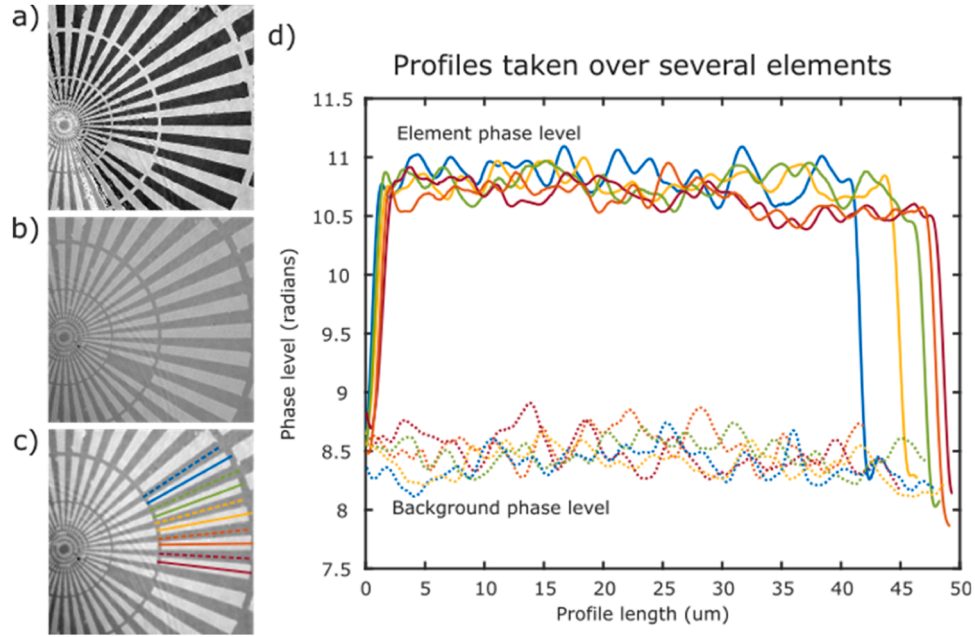 a)
b)
c)
d)
Profiles taken over several elements
Element phase level
Background phase level
Phase level (radians)
11.5
11
10.5
10
9.5
9
8.5
8
7.5
0
5
10
15
20
25
30
35
40
45
50
Profile length (um)